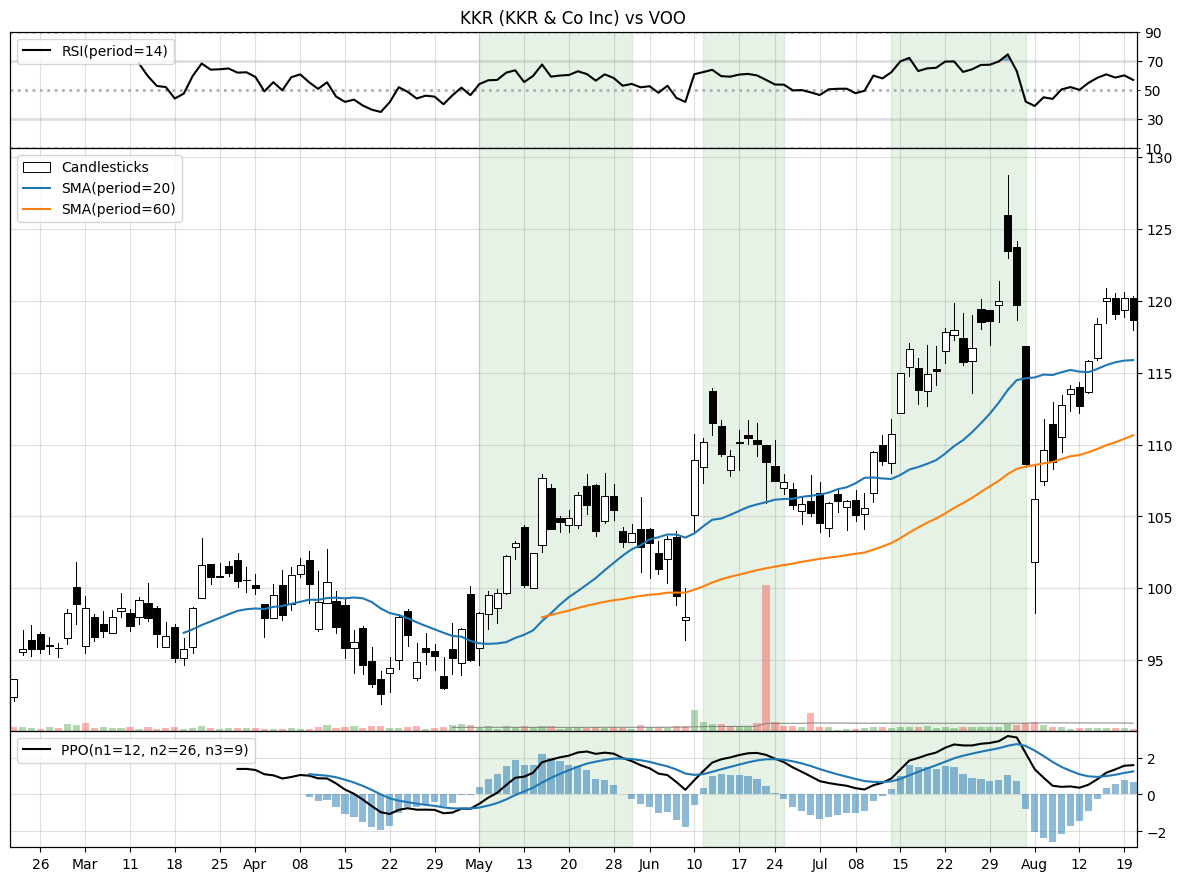 KKR (KKR & Co Inc) vs VOO
RSI(period=14)
90
70
50
30
10
Candlesticks
SMA(period=20)
SMA(period=60)
130
125
120
115
110
105
100
95
PPO(n1=12, n2=26, n3=9)
2
0
−2
26 Mar 11 18 25 Apr 08 15 22 29 May 13 20 28 Jun 10 17 24 Jul 08 15 22 29 Aug 12 19